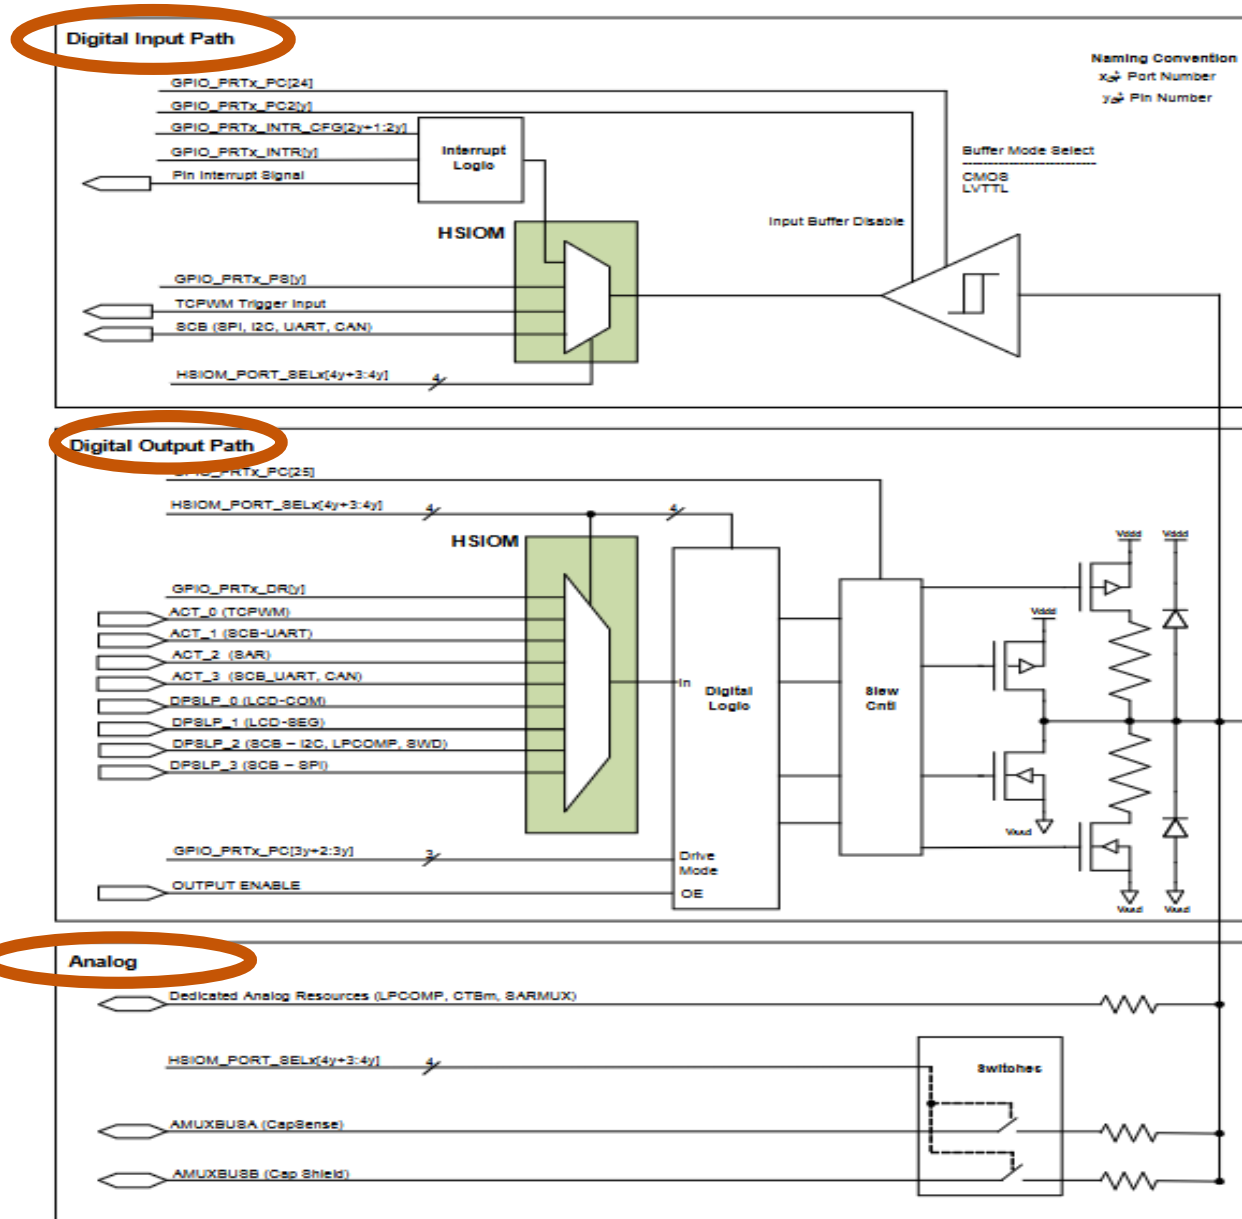 Digital Input Path
Naming Convention
Port Number
Pin Number
GPIO_PRTx_PC[24]
GPIO_PRTx_PC2[y]
GPIO_PRTx_INTR_CFG[2y+1:2y]
GPIO_PRTx_INTR[y]
Pin Interrupt Signal
Interrupt
Logic
Buffer Mode Select
CMOS
LVTTL
Input Buffer Disable
HSIOM
GPIO_PRTx_PS[y]
TCPWM Trigger Input
SCB (SPI, I2C, UART, CAN)
HSIOM_PORT_SELx[4y+3:4y]
4
Digital Output Path
GPIO_PRTx_PC[25]
HSIOM_PORT_SELx[4y+3:4y]
4
4
HSIOM
Vddd
Vddd
GPIO_PRTx_DR[y]
ACT_0 (TCPWM)
Vddd
ACT_1 (SCB-UART)
ACT_2 (SAR)
ACT_3 (SCB_UART, CAN)
DPSLP_0 (LCD-COM)
DPSLP_1 (LCD-SEG)
DPSLP_2 (SCB – I2C, LPCOMP, SWD)
DPSLP_3 (SCB – SPI)
In
Digital
Logic
Slew
Cntl
Vssd
GPIO_PRTx_PC[3y+2:3y]
3
Drive
Mode
OUTPUT ENABLE
OE
Vssd
Vssd
Analog
Dedicated Analog Resources (LPCOMP, CTBm, SARMUX)
HSIOM_PORT_SELx[4y+3:4y]
4
Switches
AMUXBUSA (CapSense)
AMUXBUSB (Cap Shield)